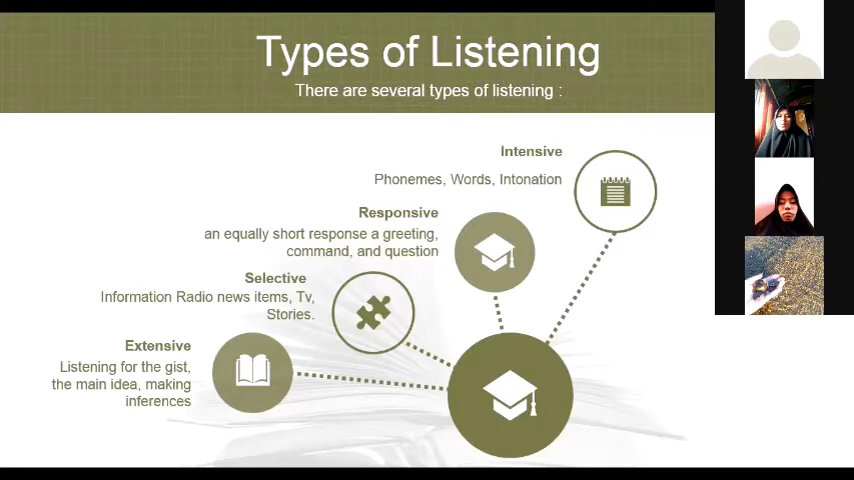 Types of Listening
There are several types of listening :
Intensive
Phonemes, Words, Intonation
Responsive
an equally short response a greeting,
command, and question
Selective
Information Radio news items, Tv,
Stories.
Extensive
Listening for the gist,
the main idea, making
inferences